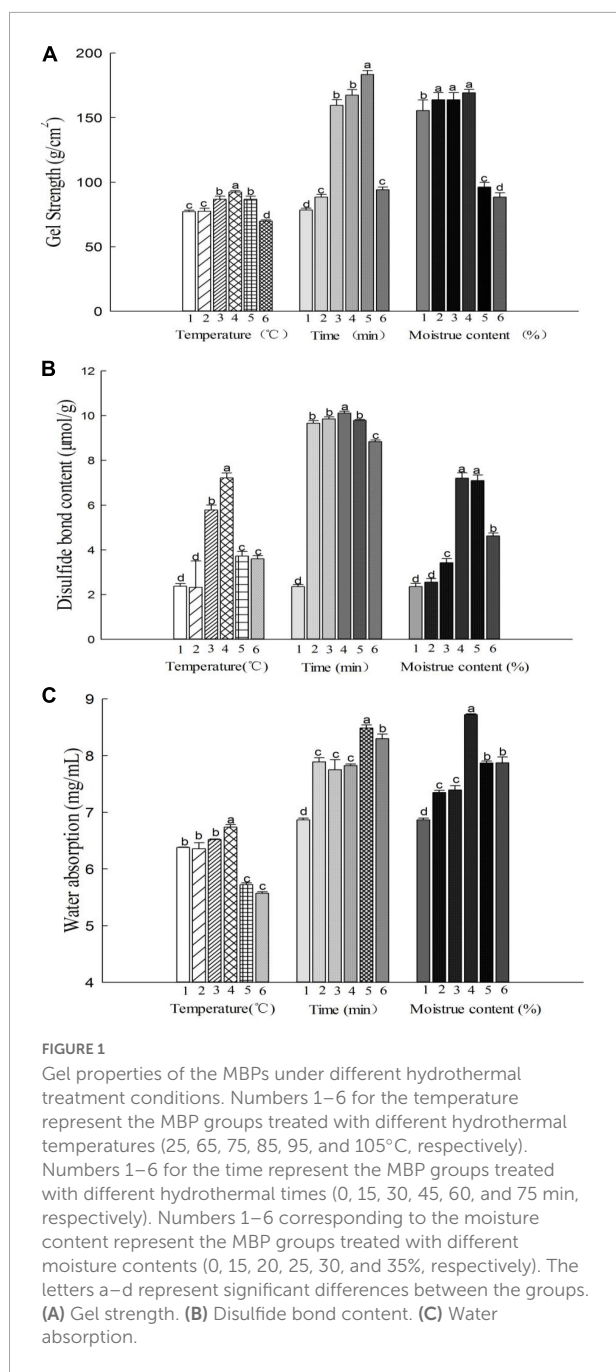 A
200
150
100
50
0
Gel Strength (g/cm²)
c c b a b d
d c b b a c
b a a a c d
1 2 3 4 5 6 1 2 3 4 5 6 1 2 3 4 5 6
Temperature (℃) Time (min) Moistrue content (%)
B
12
10
8
6
4
2
0
Disulfide bond content (μmol/g)
d d b a c c
d b b a b c
d d c a a b
1 2 3 4 5 6 1 2 3 4 5 6 1 2 3 4 5 6
Temperature(℃) Time (min) Moistrue content (%)
C
9
8
7
6
5
4
Water absorption (mg/mL)
b b b a c c
d c c c a b
d c c a b b
1 2 3 4 5 6 1 2 3 4 5 6 1 2 3 4 5 6
Temperature(℃) Time (min) Moistrue content (%)
FIGURE 1
Gel properties of the MBPs under different hydrothermal
treatment conditions. Numbers 1–6 for the temperature
represent the MBP groups treated with different hydrothermal
temperatures (25, 65, 75, 85, 95, and 105°C, respectively).
Numbers 1–6 for the time represent the MBP groups treated
with different hydrothermal times (0, 15, 30, 45, 60, and 75 min,
respectively). Numbers 1–6 corresponding to the moisture
content represent the MBP groups treated with different
moisture contents (0, 15, 20, 25, 30, and 35%, respectively). The
letters a–d represent significant differences between the groups.
(A) Gel strength. (B) Disulfide bond content. (C) Water
absorption.